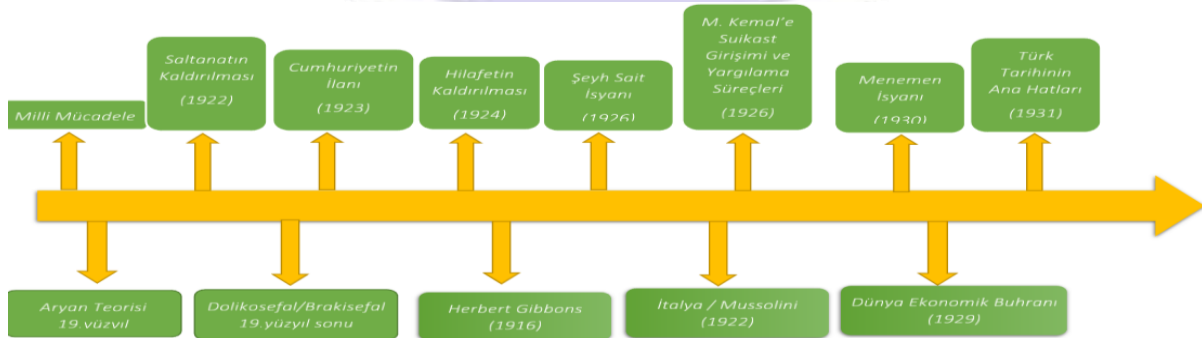 Milli Mücadele
Saltanatın
Kaldırılması
(1922)
Cumhuriyetin
İlanı
(1923)
Hilafetin
Kaldırılması
(1924)
Şeyh Sait
İsyanı
(1926)
M. Kemal'e
Suikast
Girişimi ve
Yargılama
Süreçleri
(1926)
Menemen
İsyanı
(1930)
Türk
Tarihinin
Ana Hatları
(1931)
Aryan Teorisi
19.yüzyıl
Dolikosefal/Brakisefal
19.yüzyıl sonu
Herbert Gibbons
(1916)
İtalya / Mussolini
(1922)
Dünya Ekonomik Buhranı
(1929)